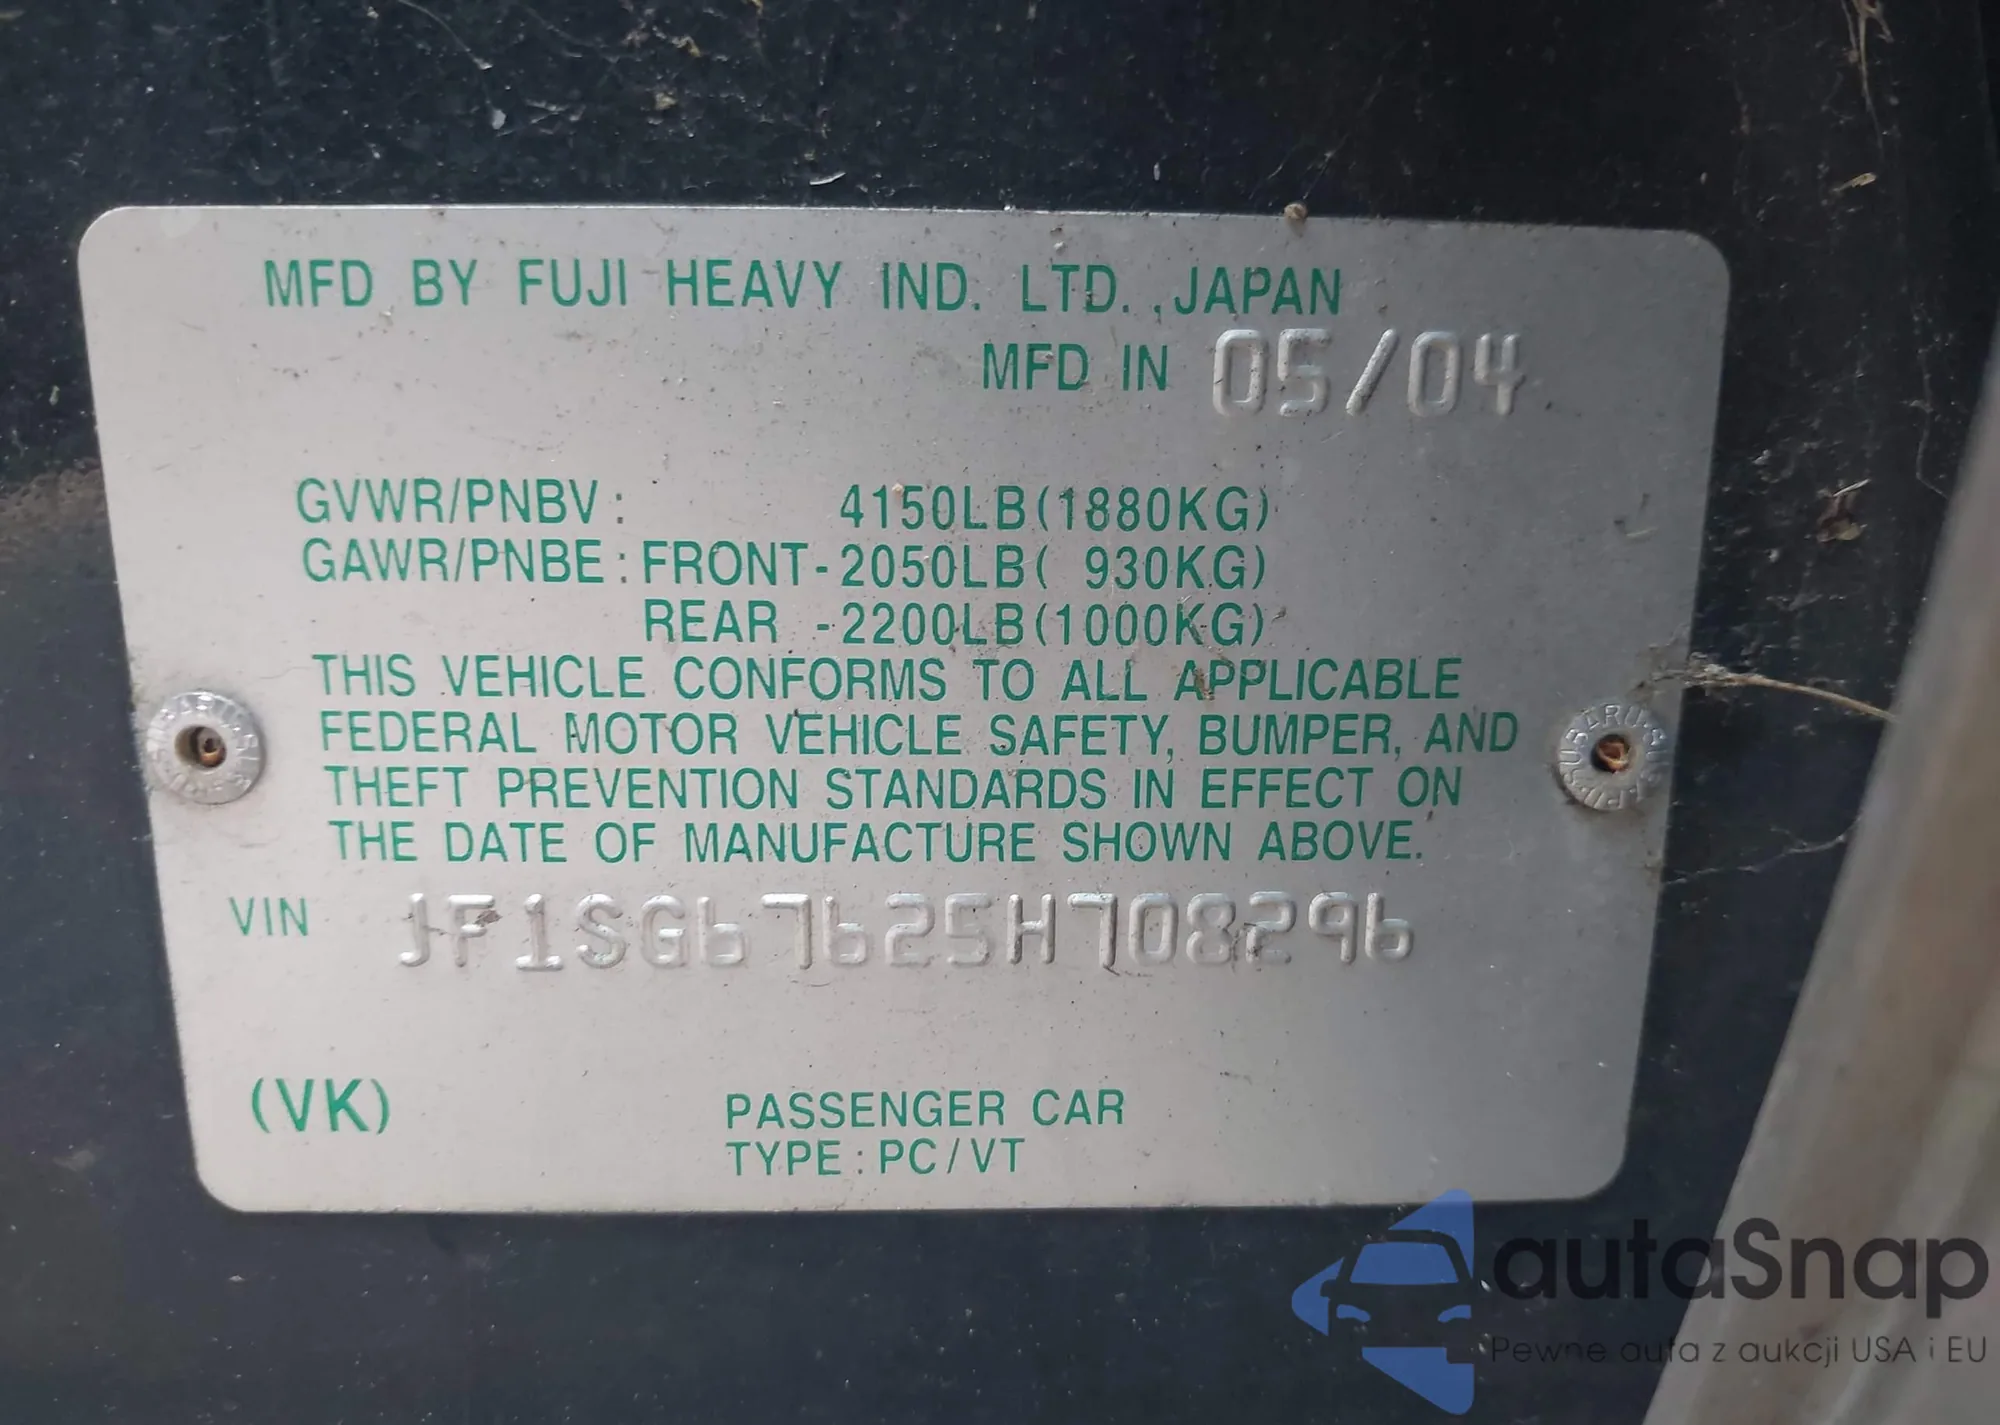 MFD BY FUJI HEAVY IND. LTD. ,JAPAN
MFD IN 05/04
GVWR/PNBV: 4150LB(1880KG)
GAWR/PNBE: FRONT-2050LB( 930KG)
REAR -2200LB(1000KG)
THIS VEHICLE CONFORMS TO ALL APPLICABLE
FEDERAL MOTOR VEHICLE SAFETY, BUMPER, AND
THEFT PREVENTION STANDARDS IN EFFECT ON
THE DATE OF MANUFACTURE SHOWN ABOVE.
VIN JF1SG67625H708296
(VK)
PASSENGER CAR
TYPE: PC/VT
autaSnap
Pewne auta z aukcji USA i EU